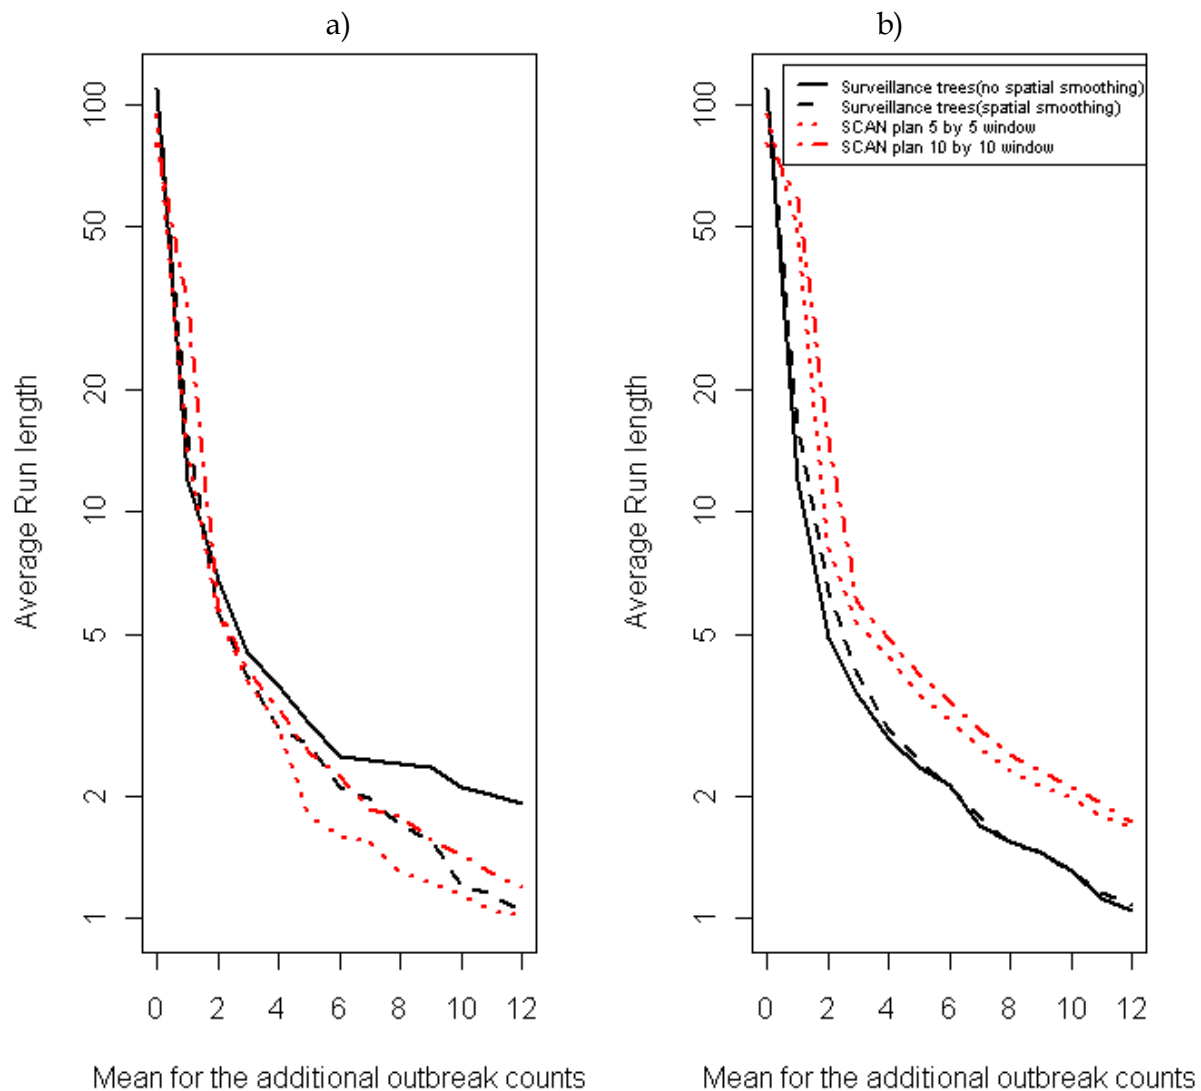 a)
100
50
20
10
5
2
1
0 2 4 6 8 10 12
Average Run length
Mean for the additional outbreak counts
b)
Surveillance trees(no spatial smoothing)
Surveillance trees(spatial smoothing)
SCAN plan 5 by 5 window
SCAN plan 10 by 10 window
100
50
20
10
5
2
1
0 2 4 6 8 10 12
Average Run length
Mean for the additional outbreak counts